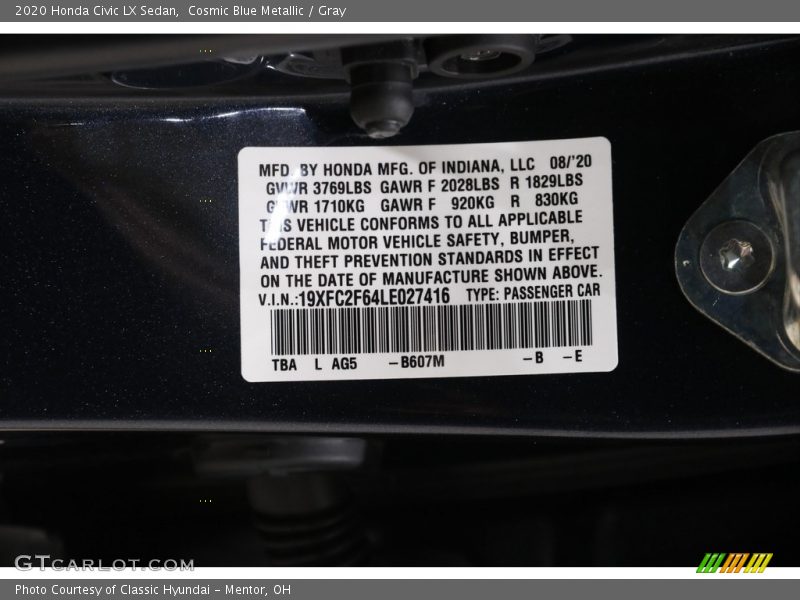 2020 Honda Civic LX Sedan,  Cosmic Blue Metallic / Gray
MFD. BY HONDA MFG. OF INDIANA, LLC  08/'20
GVWR 3769LBS  GAWR F 2028LBS  R 1829LBS
GVWR 1710KG  GAWR F  920KG  R  830KG
THIS VEHICLE CONFORMS TO ALL APPLICABLE
FEDERAL MOTOR VEHICLE SAFETY, BUMPER,
AND THEFT PREVENTION STANDARDS IN EFFECT
ON THE DATE OF MANUFACTURE SHOWN ABOVE.
V.I.N.:19XFC2F64LE027416  TYPE: PASSENGER CAR
TBA  L  AG5  –B607M  –B  –E
GTCARLOT.COM
Photo Courtesy of Classic Hyundai – Mentor, OH